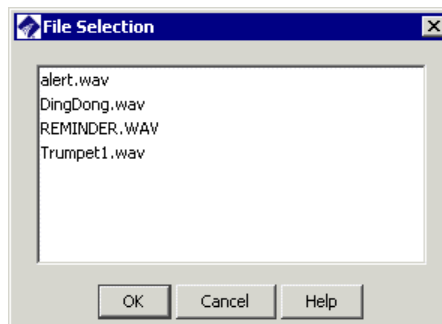 File Selection
alert.wav
DingDong.wav
REMINDER.WAV
Trumpet1.wav
OK Cancel Help